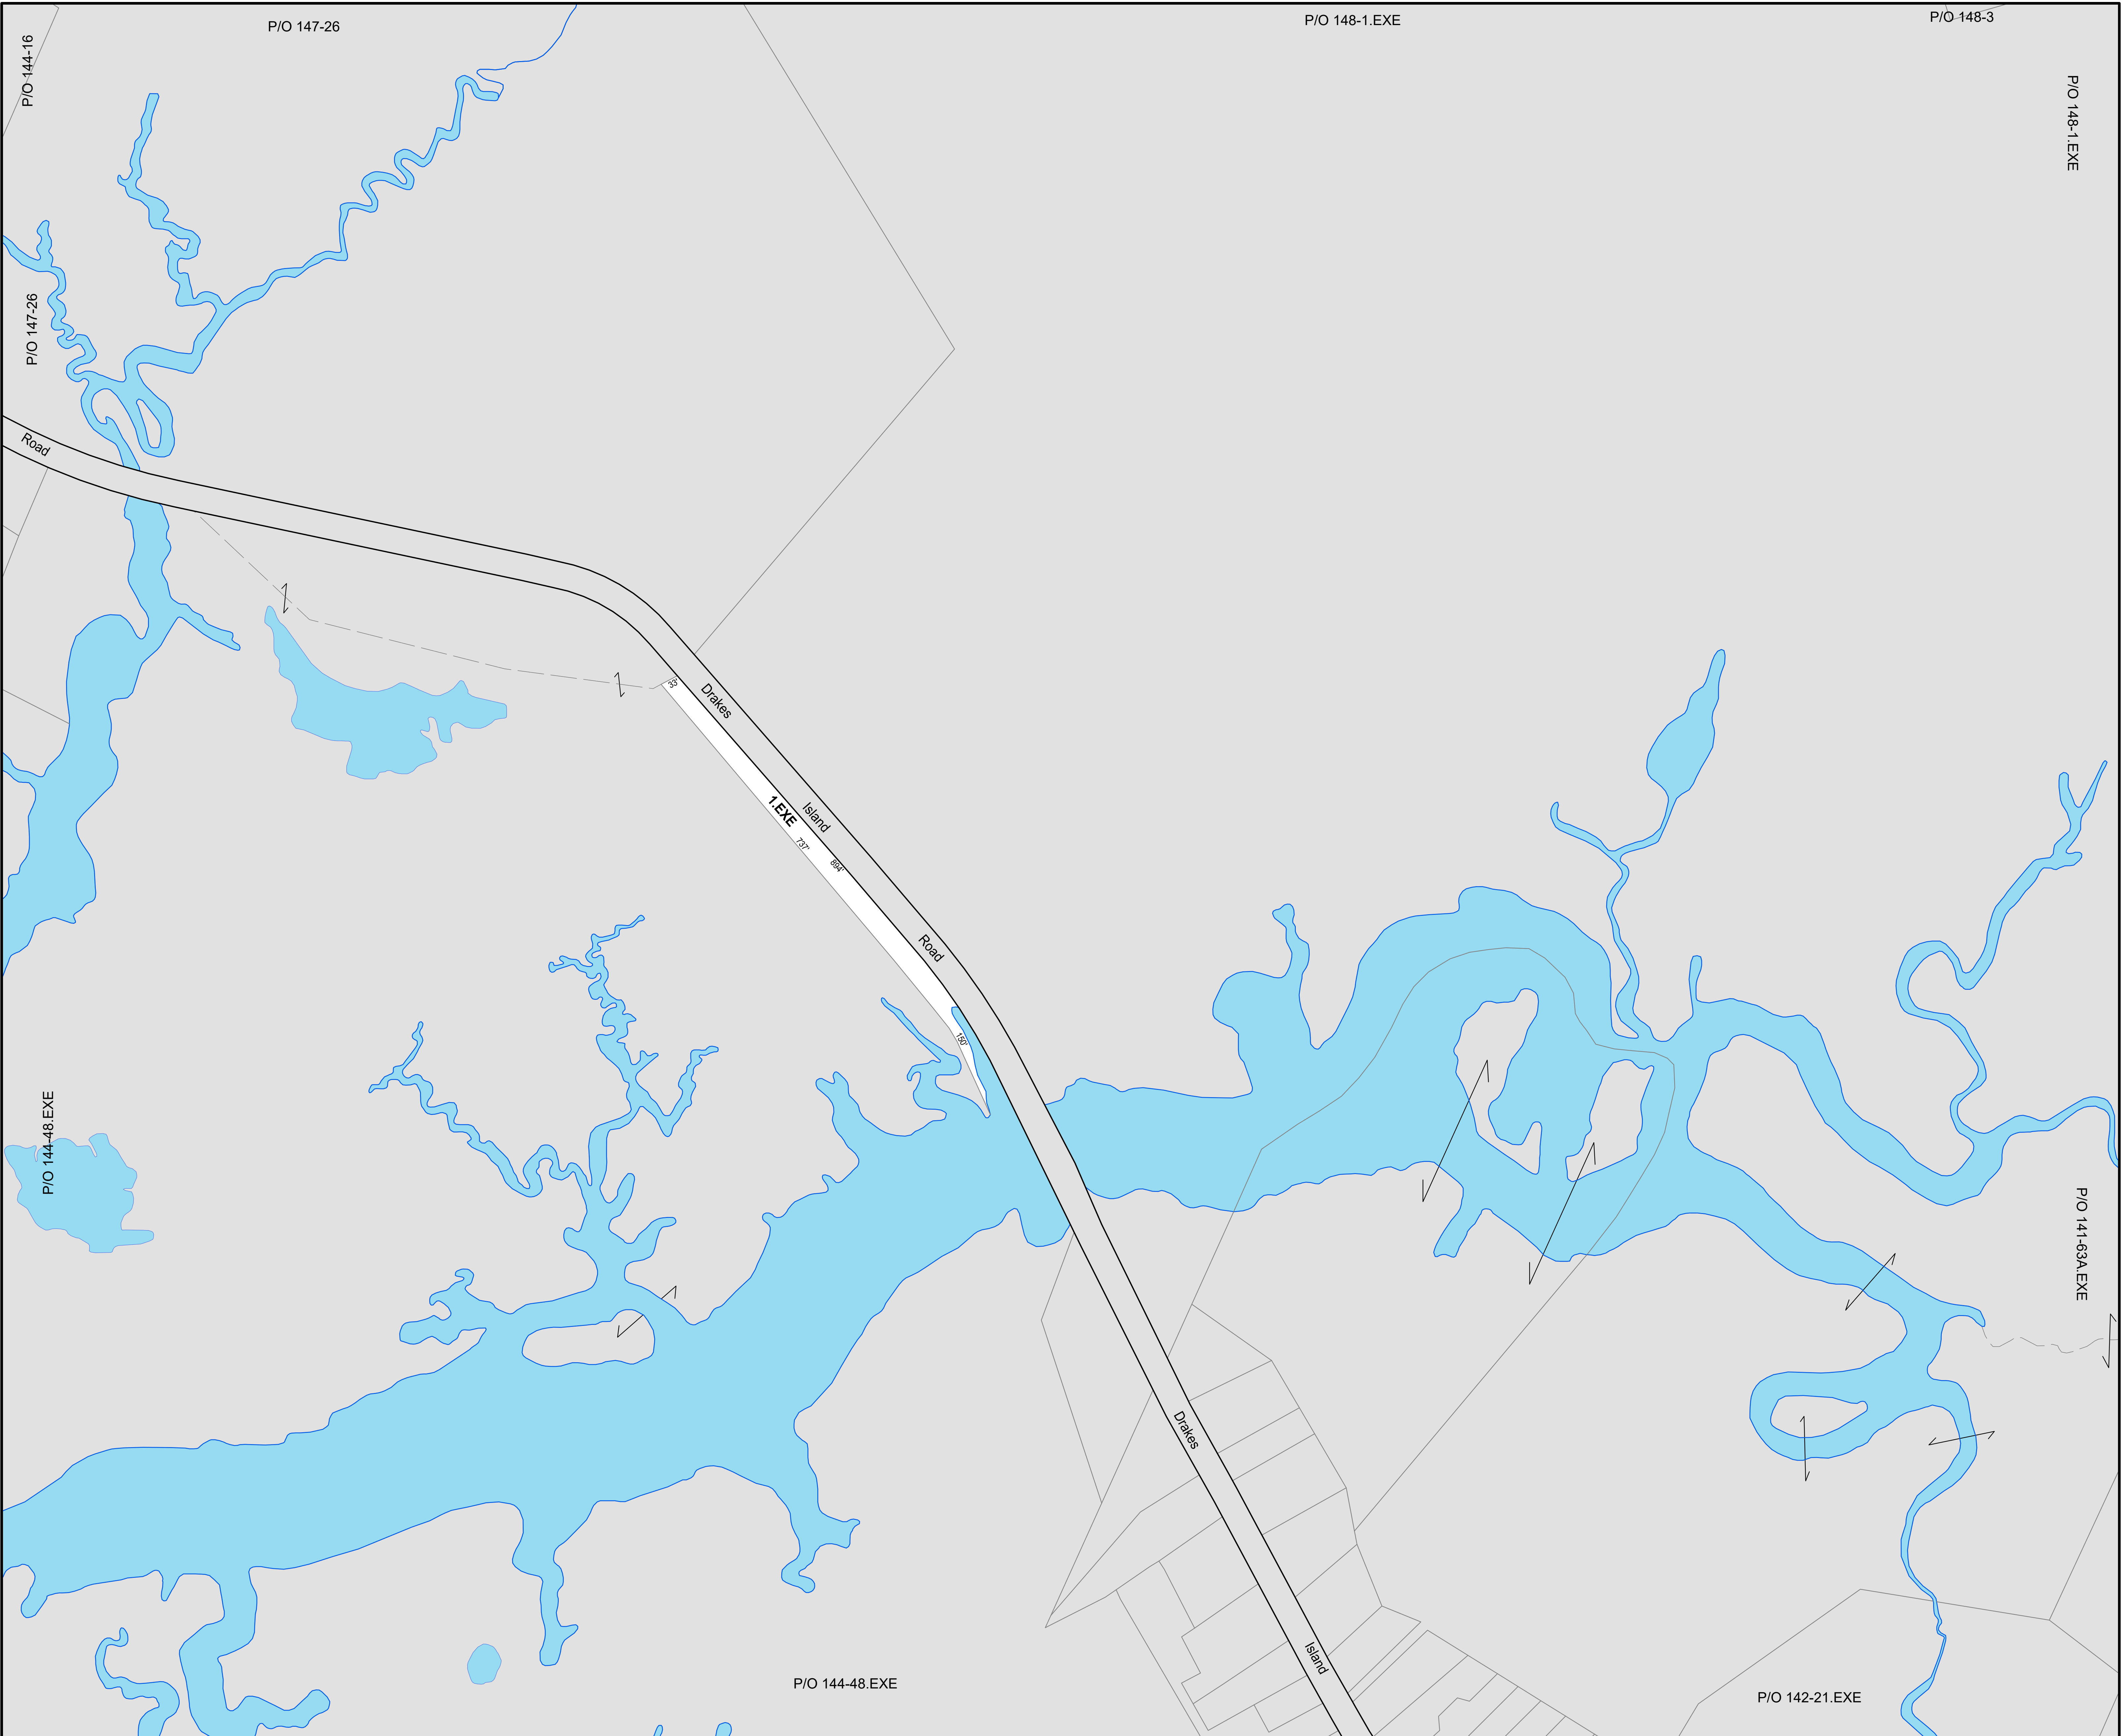 P/O 147-26
P/O 148-1.EXE
P/O 148-3
P/O 144-16
P/O 148-1.EXE
P/O 147-26
Road
33'
Drakes
1.EXE
Island
737'
894'
Road
150'
P/O 144-48.EXE
P/O 141-63A.EXE
Drakes
Island
P/O 144-48.EXE
P/O 142-21.EXE